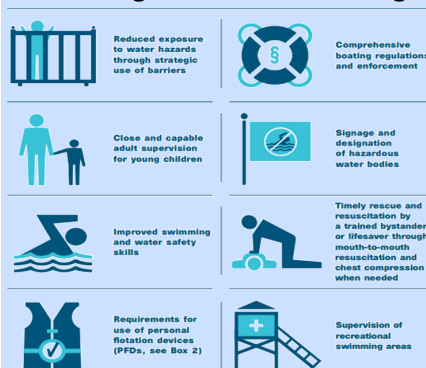 Reduced exposure
to water hazards
through strategic
use of barriers
Comprehensive
boating regulations
and enforcement
§
Close and capable
adult supervision
for young children
Signage and
designation
of hazardous
water bodies
Improved swimming
and water safety
skills
Timely rescue and
resuscitation by
a trained bystander
or lifesaver through
mouth-to-mouth
resuscitation and
chest compression
when needed
Requirements for
use of personal
flotation devices
(PFDs, see Box 2)
Supervision of
recreational
swimming areas